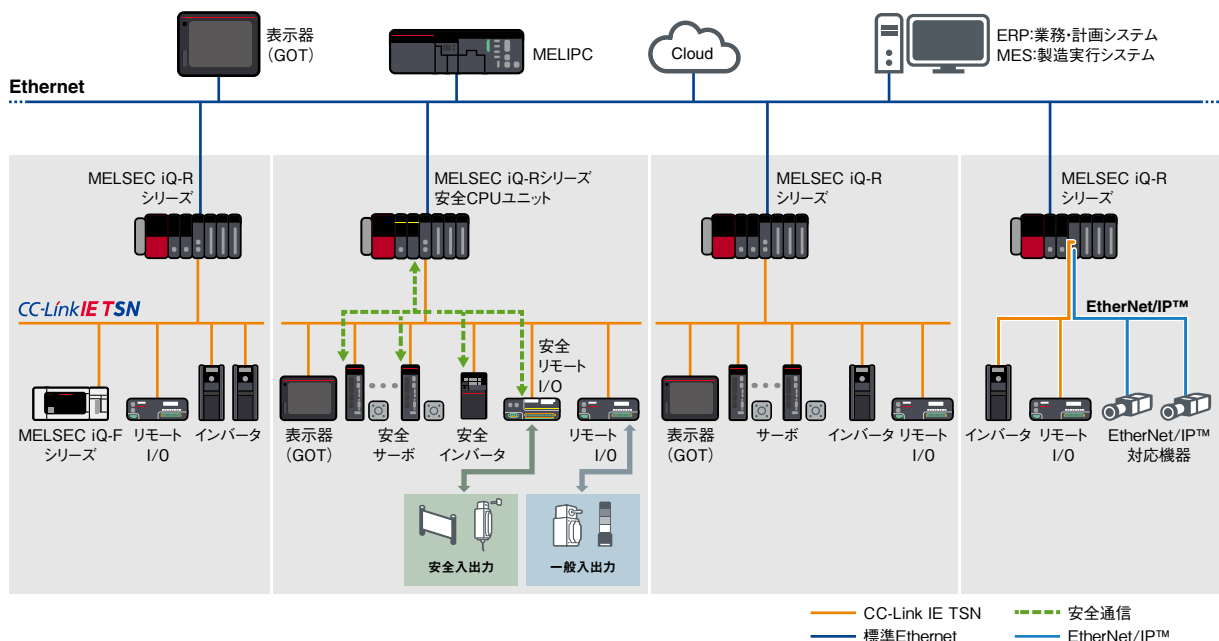 表示器
(GOT)
MELIPC
Cloud
ERP:業務・計画システム
MES:製造実行システム
Ethernet
MELSEC iQ-R
シリーズ
MELSEC iQ-Rシリーズ
安全CPUユニット
MELSEC iQ-R
シリーズ
MELSEC iQ-R
シリーズ
CC-Link IE TSN
EtherNet/IP™
安全
リモート
I/O
MELSEC iQ-F
シリーズ
リモート
I/O
インバータ
表示器
(GOT)
安全
サーボ
安全
インバータ
リモート
I/O
表示器
(GOT)
サーボ
インバータ
リモート
I/O
インバータ
リモート
I/O
EtherNet/IP™
対応機器
安全入出力
一般入出力
CC-Link IE TSN
安全通信
標準Ethernet
EtherNet/IP™